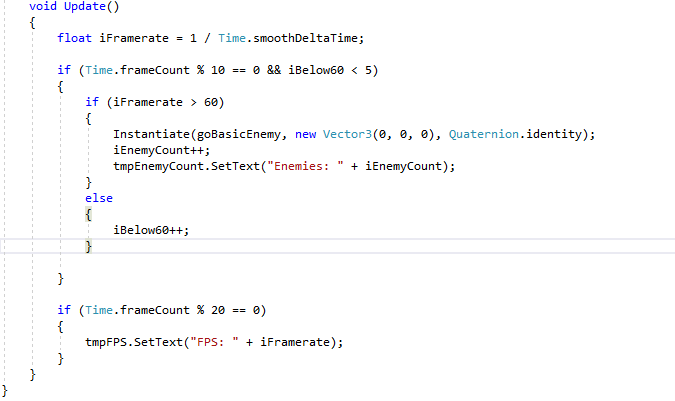 void Update()
{
float iFramerate = 1 / Time.smoothDeltaTime;
if (Time.frameCount % 10 == 0 && iBelow60 < 5)
{
if (iFramerate > 60)
{
Instantiate(goBasicEnemy, new Vector3(0, 0, 0), Quaternion.identity);
iEnemyCount++;
tmpEnemyCount.SetText("Enemies: " + iEnemyCount);
}
else
{
iBelow60++;
}
}
if (Time.frameCount % 20 == 0)
{
tmpFPS.SetText("FPS: " + iFramerate);
}
}
}